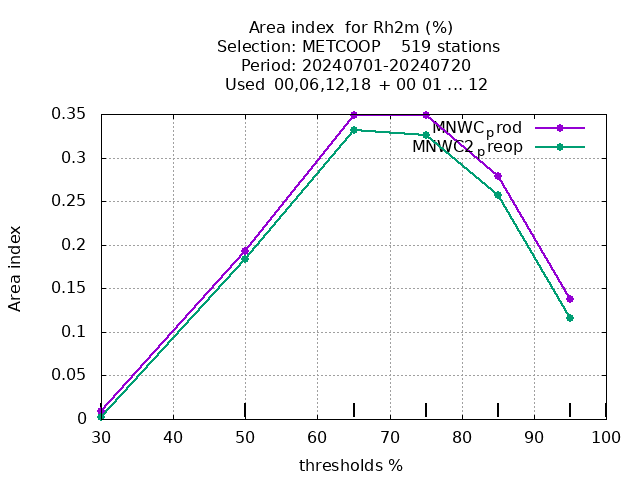 Area index  for Rh2m (%)
Selection: METCOOP    519 stations
Period: 20240701-20240720
Used  00,06,12,18 + 00 01 ... 12
MNWC_prod
MNWC2_preop
0.35
0.3
0.25
0.2
0.15
0.1
0.05
0
Area index
30 40 50 60 70 80 90 100
thresholds %